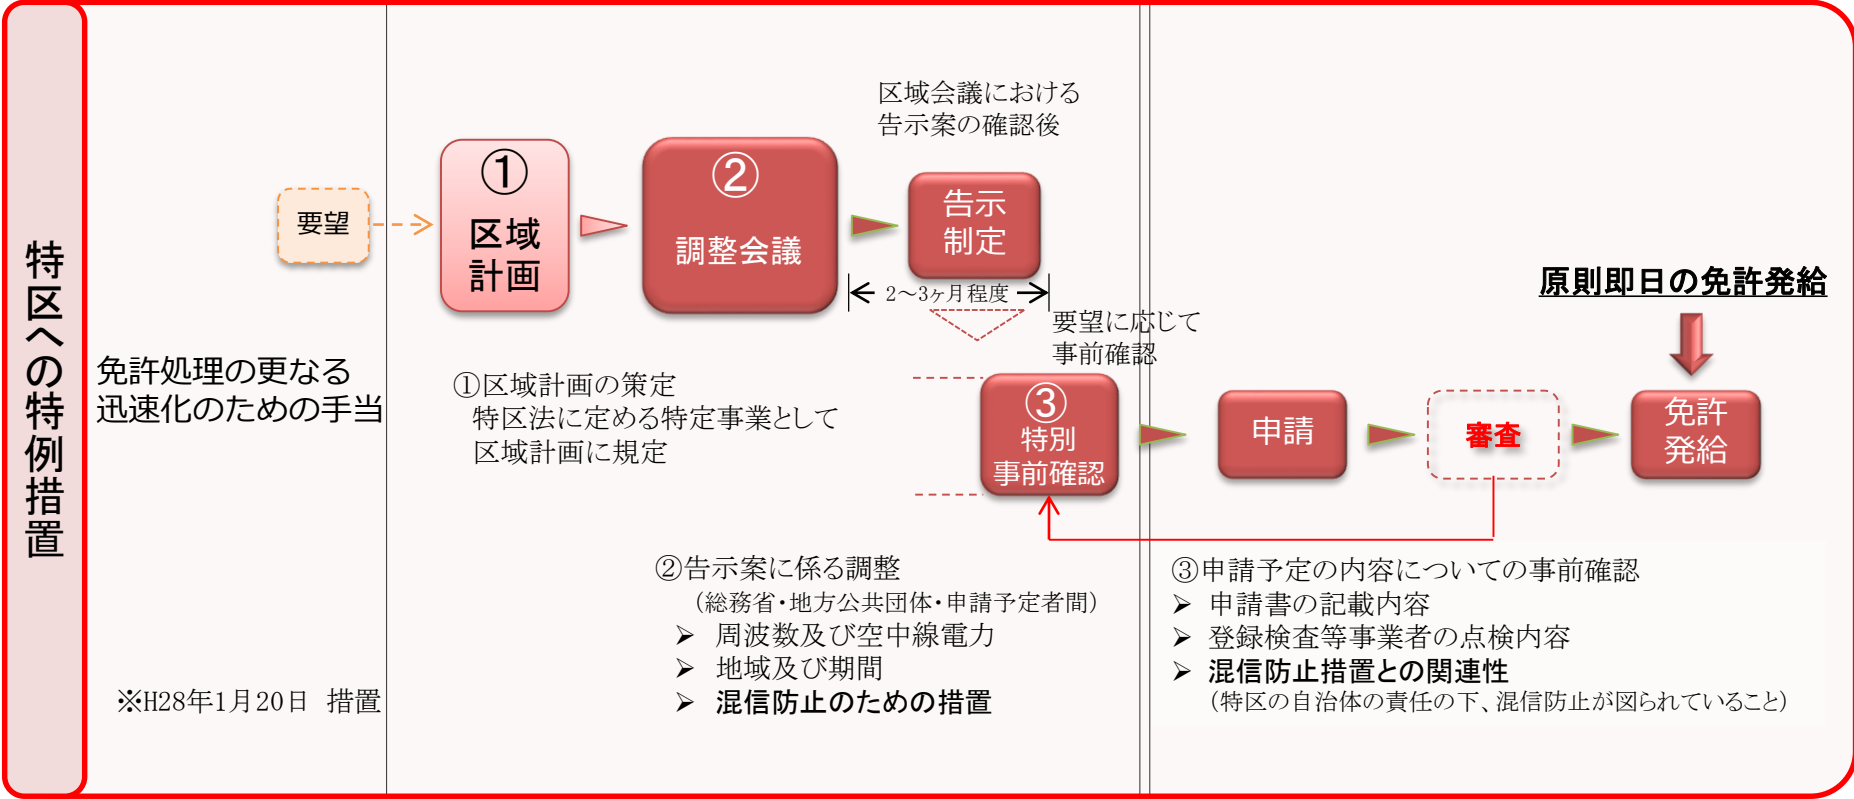 特区への特例措置
免許処理の更なる
迅速化のための手当
※H28年1月20日 措置
要望
①
区域
計画
②
調整会議
区域会議における
告示案の確認後
告示
制定
2～3ヶ月程度
要望に応じて
事前確認
③
特別
事前確認
申請
審査
原則即日の免許発給
免許
発給
①区域計画の策定
特区法に定める特定事業として
区域計画に規定
②告示案に係る調整
（総務省・地方公共団体・申請予定者間）
➢ 周波数及び空中線電力
➢ 地域及び期間
➢ 混信防止のための措置
③申請予定の内容についての事前確認
➢ 申請書の記載内容
➢ 登録検査等事業者の点検内容
➢ 混信防止措置との関連性
（特区の自治体の責任の下、混信防止が図られていること）